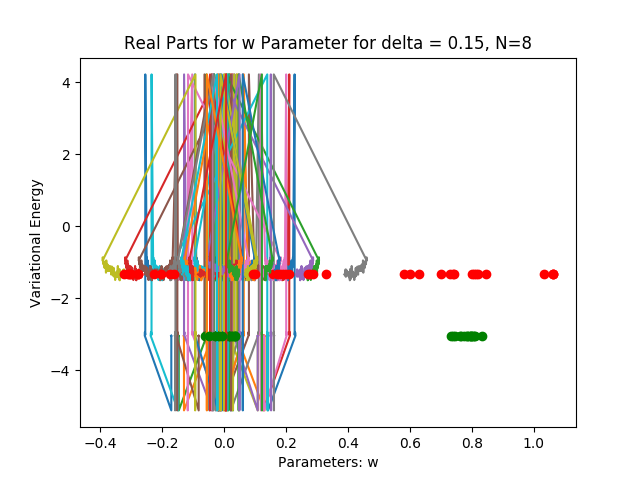 Real Parts for w Parameter for delta = 0.15, N=8
Variational Energy
4
2
0
−2
−4
−0.4 −0.2 0.0 0.2 0.4 0.6 0.8 1.0
Parameters: w